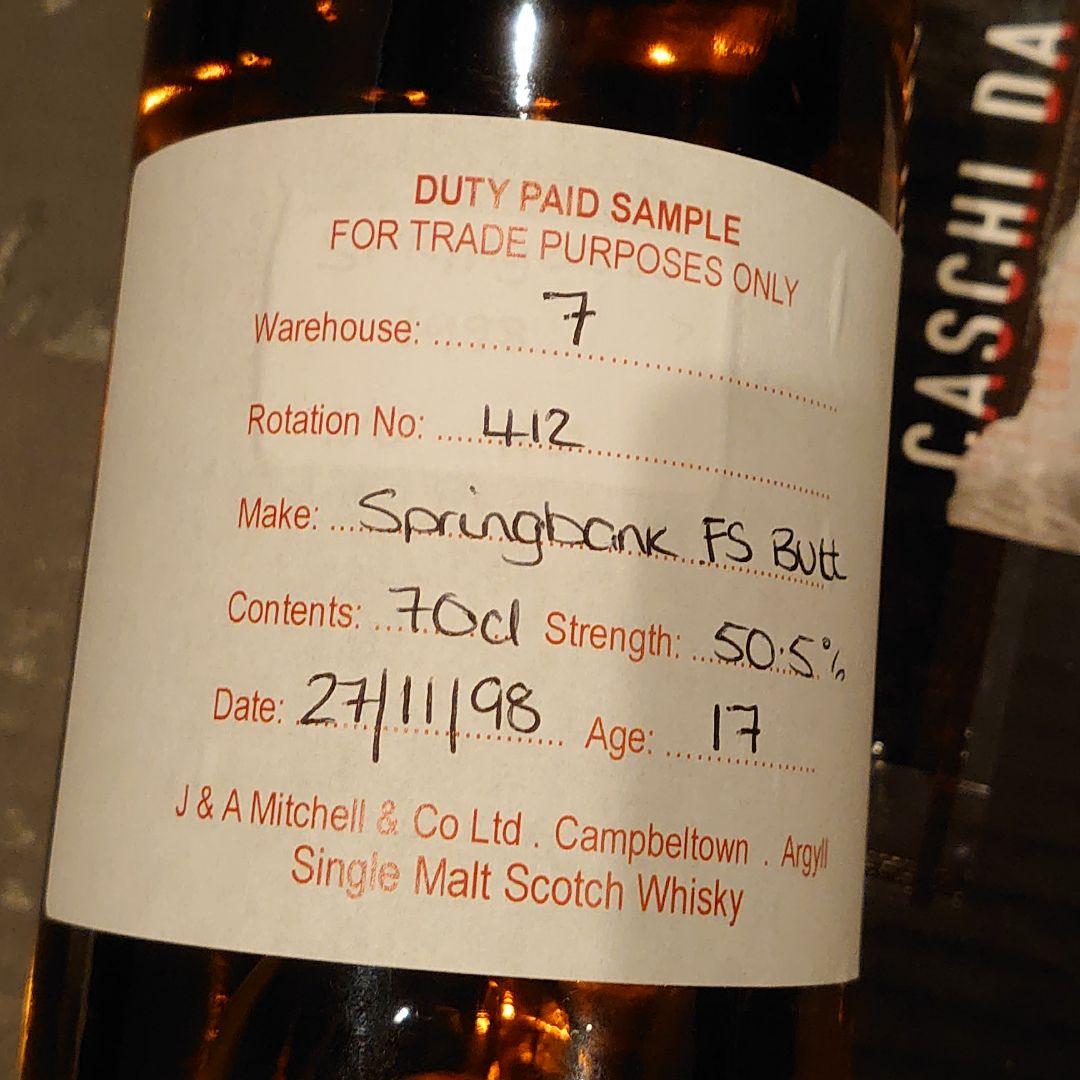 DUTY PAID SAMPLE
FOR TRADE PURPOSES ONLY
Warehouse: 7
Rotation No: 412
Make: Springbank FS Butt
Contents: 70cl Strength: 50.5%
Date: 27/11/98 Age: 17
J & A Mitchell & Co Ltd . Campbeltown . Argyll
Single Malt Scotch Whisky
CASCHI DA